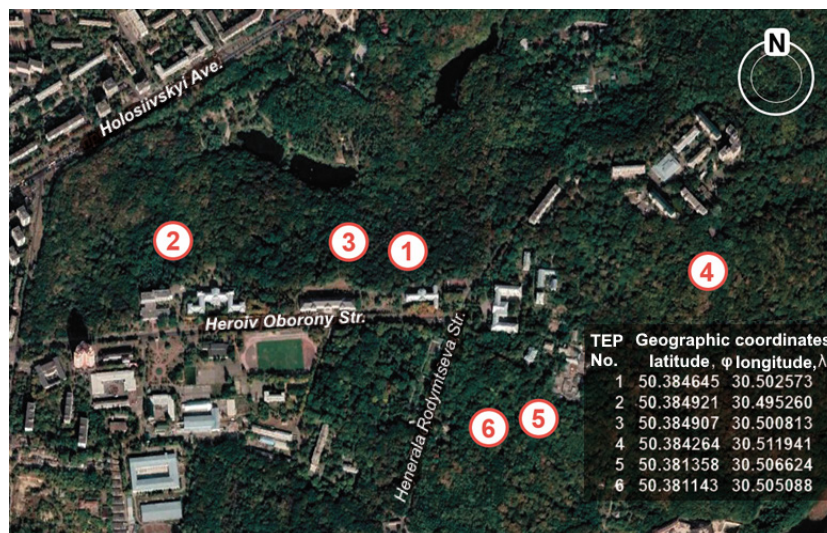 N
Holosiivskyi Ave.
2
3
1
4
Heroiv Oborony Str.
Henerala Rodymtseva Str.
5
6
TEP Geographic coordinates
No. latitude, φ longitude, λ
1 50.384645 30.502573
2 50.384921 30.495260
3 50.384907 30.500813
4 50.384264 30.511941
5 50.381358 30.506624
6 50.381143 30.505088